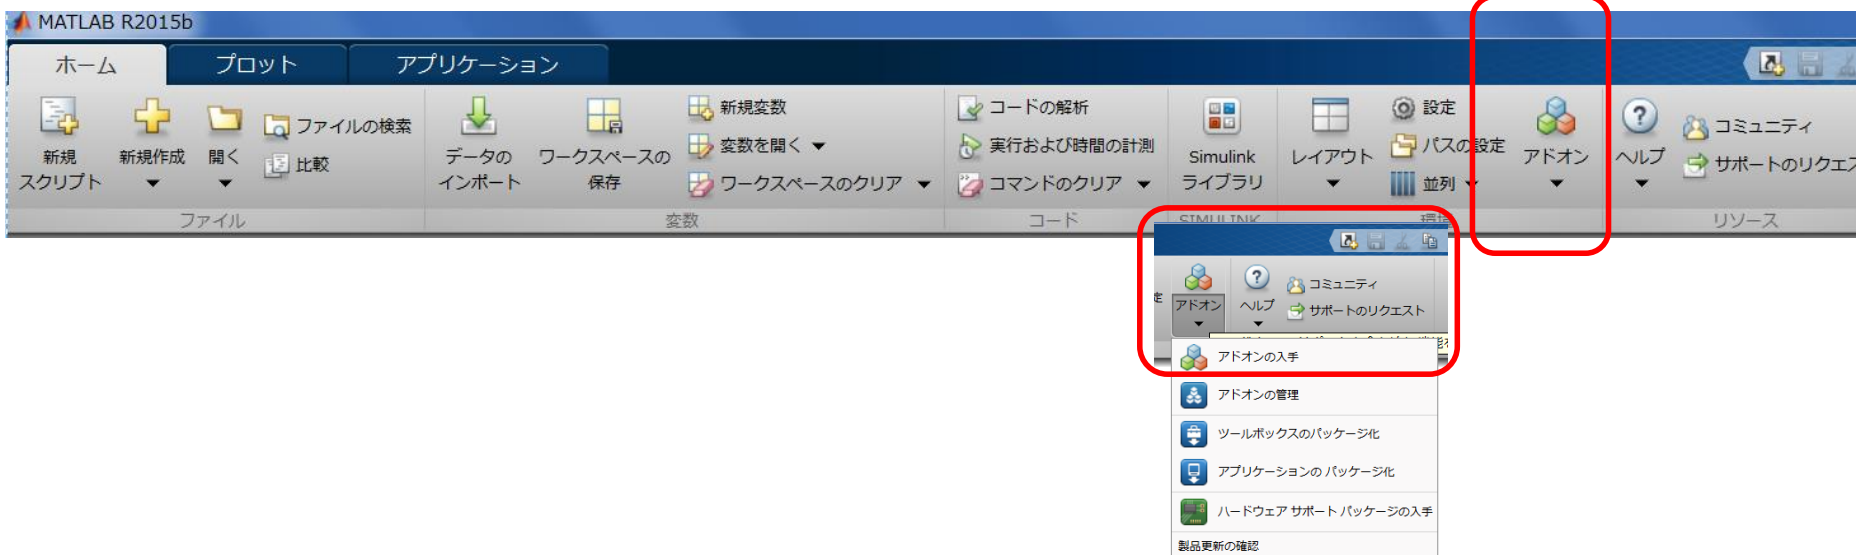 MATLAB R2015b
ホーム
プロット
アプリケーション
新規
スクリプト
新規作成
開く
ファイルの検索
比較
ファイル
データの
インポート
ワークスペースの
保存
新規変数
変数を開く
ワークスペースのクリア
変数
コードの解析
実行および時間の計測
コマンドのクリア
コード
Simulink
ライブラリ
SIMULINK
レイアウト
設定
パスの設定
並列
環境
アドオン
ヘルプ
コミュニティ
サポートのリクエス
リソース
定
アドオン
ヘルプ
コミュニティ
サポートのリクエスト
アドオンの入手
アドオンの管理
ツールボックスのパッケージ化
アプリケーションの パッケージ化
ハードウェア サポート パッケージの入手
製品更新の確認